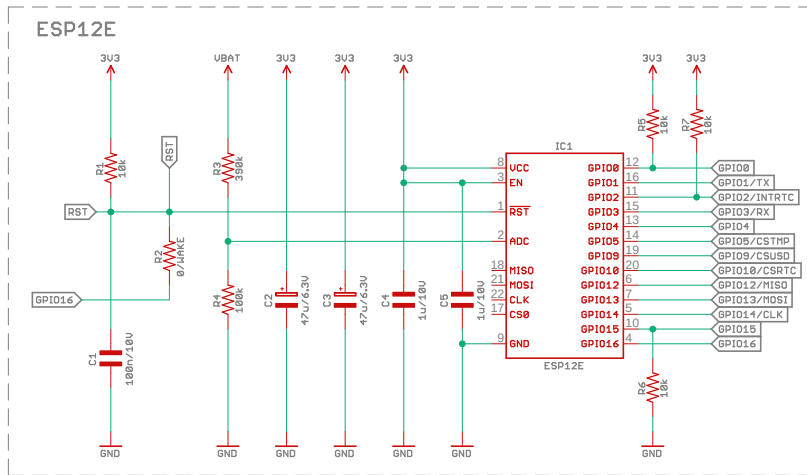 ESP12E
3V3
VBAT
3V3
3V3
3V3
3V3
3V3
R1
10k
RST
R3
390k
R5
10k
R7
10k
IC1
8
VCC
GPIO0
12
GPIO0
3
EN
GPIO1
16
GPIO1/TX
GPIO2
11
GPIO2/INTRTC
RST
1
RST
GPIO3
15
GPIO3/RX
GPIO4
13
GPIO4
2
ADC
GPIO5
14
GPIO5/CSTMP
GPIO9
19
GPIO9/CSUSD
18
MISO
GPIO10
20
GPIO10/CSRTC
21
MOSI
GPIO12
6
GPIO12/MISO
22
CLK
GPIO13
7
GPIO13/MOSI
17
CS0
GPIO14
5
GPIO14/CLK
GPIO15
10
GPIO15
9
GND
GPIO16
4
GPIO16
ESP12E
R2
0/WAKE
GPIO16
R4
100k
C2
+
47u/6.3V
C3
+
47u/6.3V
C4
1u/10V
C5
1u/10V
C1
100n/10V
R6
10k
GND
GND
GND
GND
GND
GND
GND